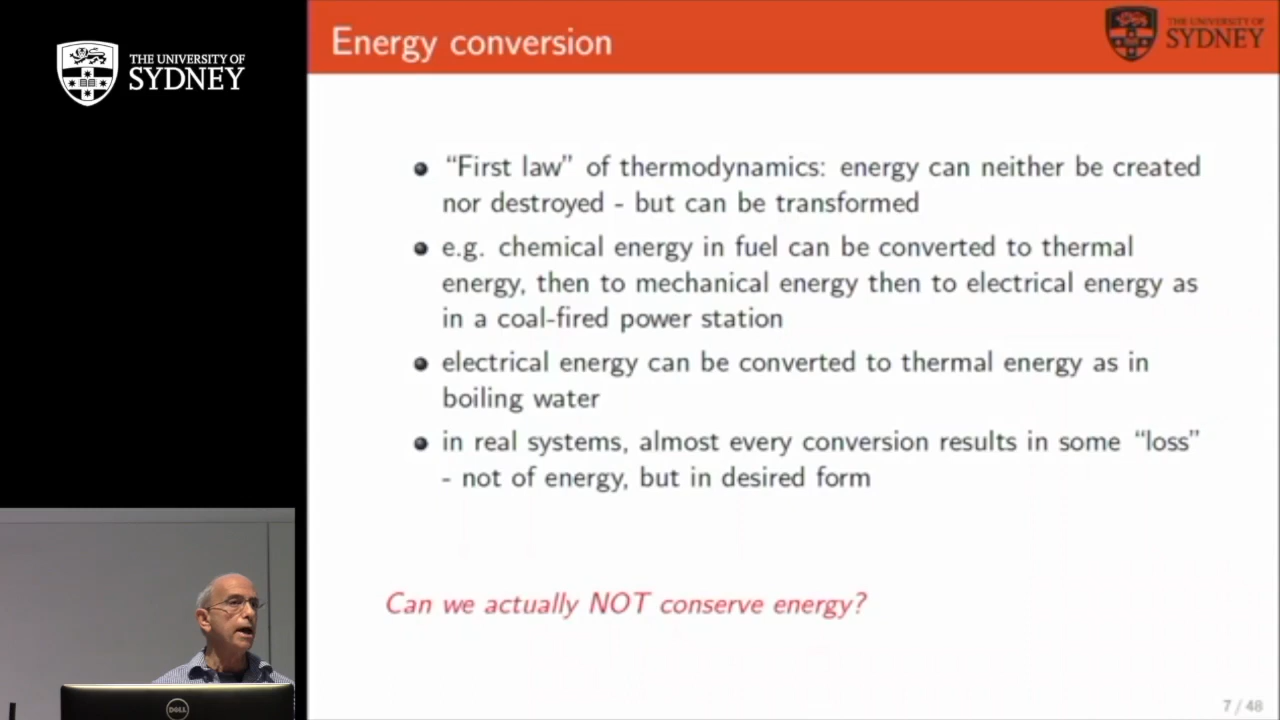 THE UNIVERSITY OF
SYDNEY
Energy conversion
THE UNIVERSITY OF
SYDNEY
“First law” of thermodynamics: energy can neither be created
nor destroyed - but can be transformed
e.g. chemical energy in fuel can be converted to thermal
energy, then to mechanical energy then to electrical energy as
in a coal-fired power station
electrical energy can be converted to thermal energy as in
boiling water
in real systems, almost every conversion results in some “loss”
- not of energy, but in desired form
Can we actually NOT conserve energy?
DELL
7 / 48